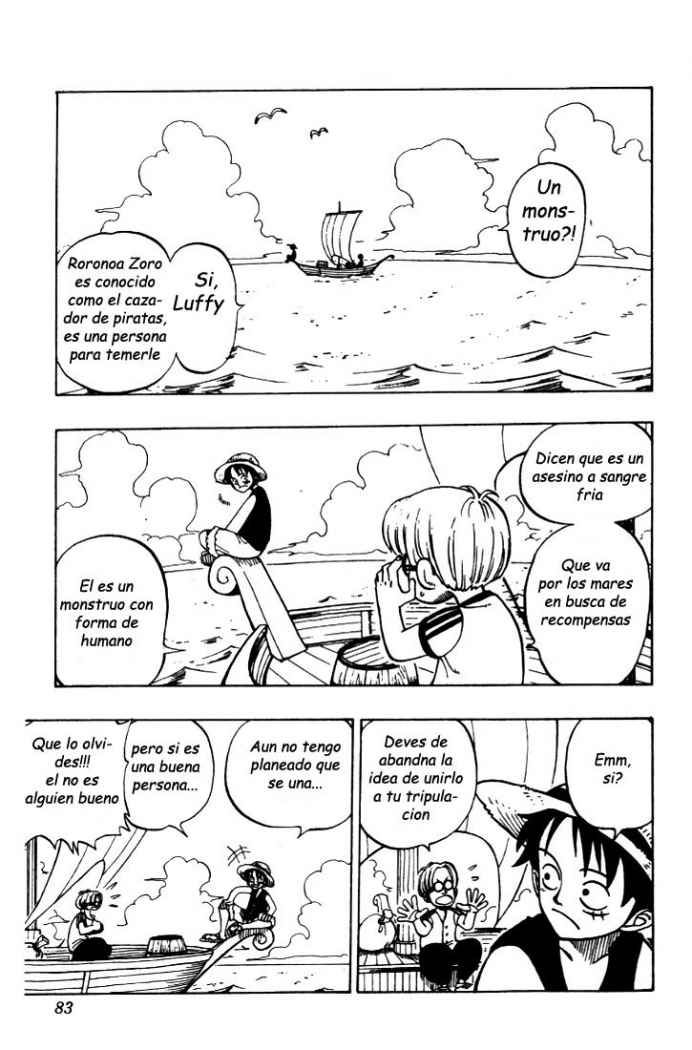 Un
mons-
truo?!
Si,
Luffy
Roronoa Zoro
es conocido
como el caza-
dor de piratas,
es una persona
para temerle
Dicen que es un
asesino a sangre
fria
Que va
por los mares
en busca de
recompensas
El es un
monstruo con
forma de
humano
Emm,
si?
Deves de
abandna la
idea de unirlo
a tu tripula-
cion
Aun no tengo
planeado que
se una...
pero si es
una buena
persona...
Que lo olvi-
des!!!
el no es
alguien bueno
83